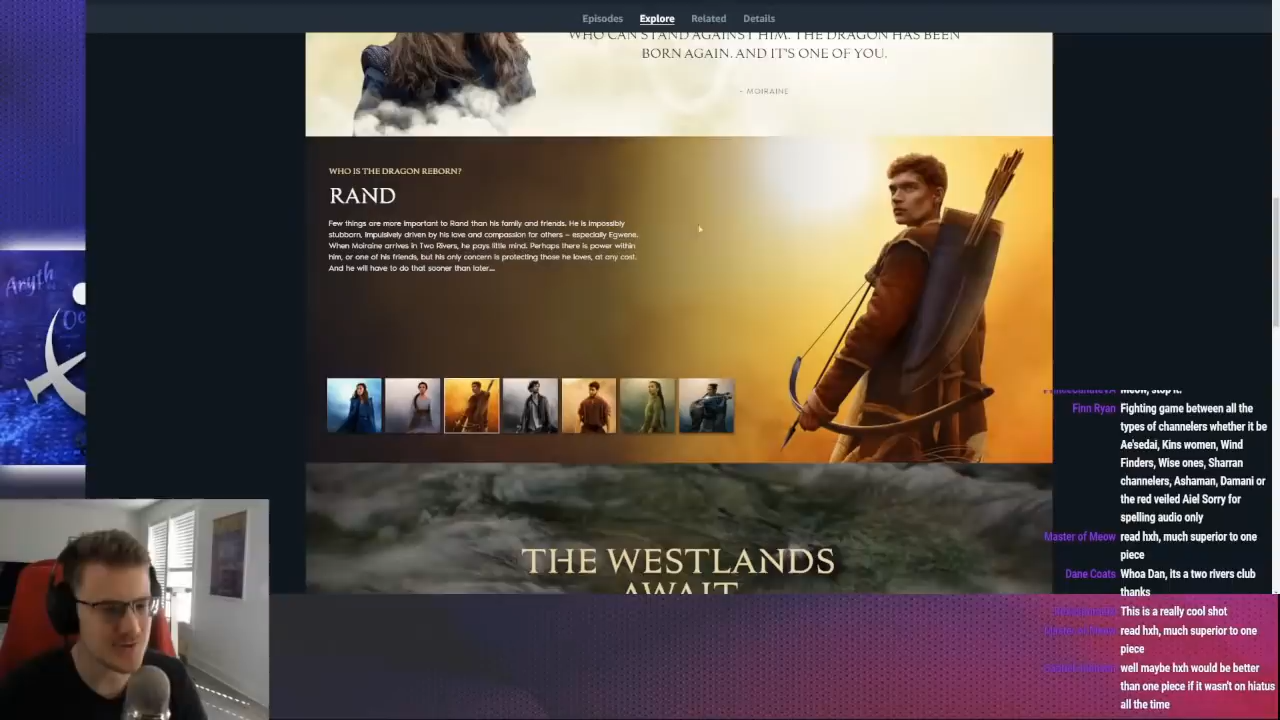 Episodes Explore Related Details
WHO CAN STAND AGAINST HIM. THE DRAGON HAS BEEN
BORN AGAIN. AND IT'S ONE OF YOU.
- MOIRAINE
WHO IS THE DRAGON REBORN?
RAND
Few things are more important to Rand than his family and friends. He is impossibly
stubborn, impulsively driven by his love and compassion for others – especially Egwene.
When Moiraine arrives in Two Rivers, he pays little mind. Perhaps there is power within
him, or one of his friends, but his only concern is protecting those he loves, at any cost.
And he will have to do that sooner than later...
THE WESTLANDS
AWAIT
Aryth
Oc
Meow, stop it!
Finn Ryan Fighting game between all the
types of channelers whether it be
Ae'sedai, Kins women, Wind
Finders, Wise ones, Sharran
channelers, Ashaman, Damani or
the red veiled Aiel Sorry for
spelling audio only
Master of Meow read hxh, much superior to one
piece
Dane Coats Whoa Dan, its a two rivers club
thanks
This is a really cool shot
Master of Meow read hxh, much superior to one
piece
well maybe hxh would be better
than one piece if it wasn't on hiatus
all the time